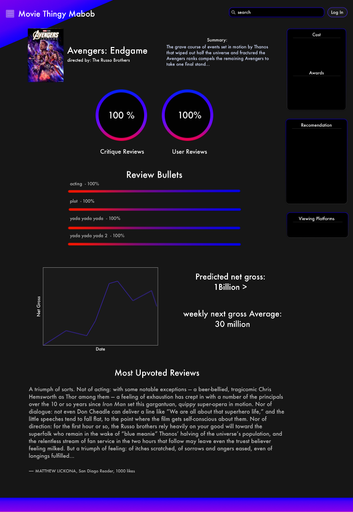 Movie Thingy Mabob
search
Log In
AVENGERS
Avengers: Endgame
directed by: The Russo Brothers
Summary:
The grave course of events set in motion by Thanos
that wiped out half the universe and fractured the
Avengers ranks compels the remaining Avengers to
take one final stand...
Cast
Awards
100 %
100%
Critique Reviews
User Reviews
Recomendation
Review Bullets
acting - 100%
plot - 100%
yada yada yada - 100%
yada yada yada 2 - 100%
Viewing Platforms
Net Gross
Date
Predicted net gross:
1Billion >
weekly next gross Average:
30 million
Most Upvoted Reviews
A triumph of sorts. Not of acting: with some notable exceptions — a beer-bellied, tragicomic Chris
Hemsworth as Thor among them — a feeling of exhaustion has crept in with a number of the principals
over the 10 or so years since Iron Man set this gargantuan, quippy super-opera in motion. Nor of
dialogue: not even Don Cheadle can deliver a line like "We are all about that superhero life," and the
little speeches tend to fall flat, to the point where the film gets self-conscious about them. Nor of
direction: for the first hour or so, the Russo brothers rely heavily on your good will toward the
superfolk who remain in the wake of "blue meanie" Thanos' halving of the universe's population, and
the relentless stream of fan service in the two hours that follow may leave even the truest believer
feeling milked. But a triumph of feeling: of itches scratched, of sorrows and angers eased, even of
longings fulfilled...
— MATTHEW LICKONA, San Diego Reader, 1000 likes